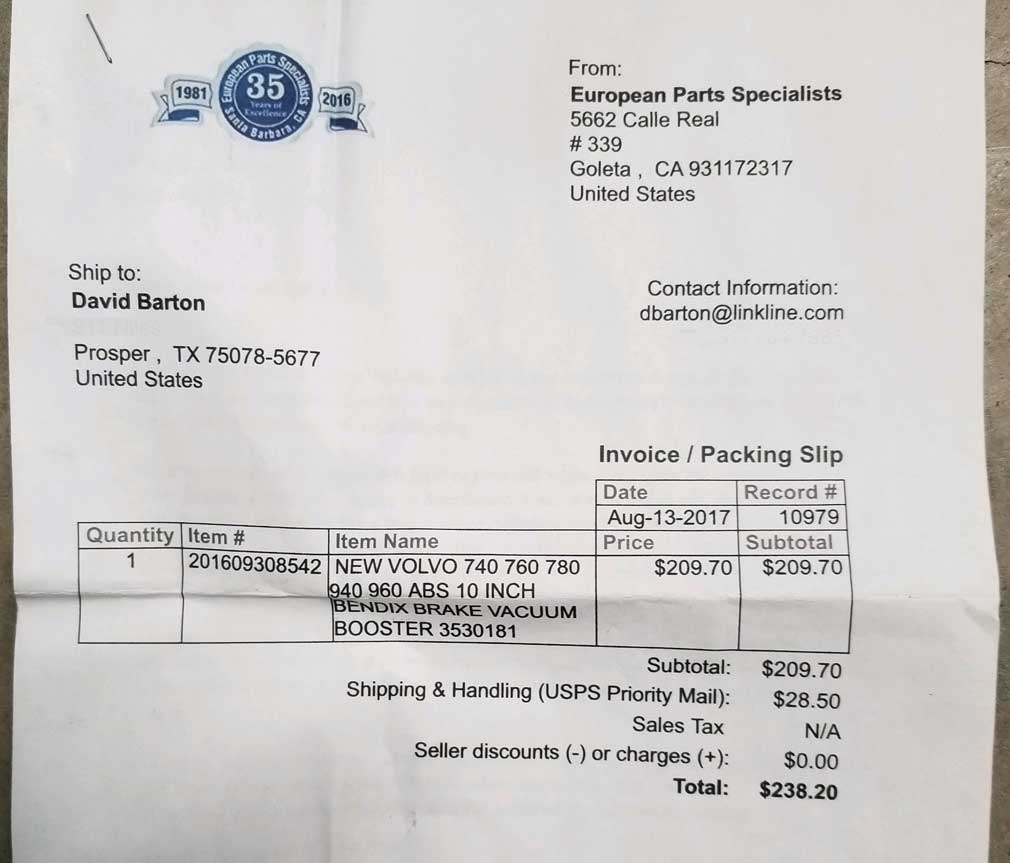 1981
European Parts Specialists
35
Years of
Excellence
Santa Barbara, CA
2016
From:
European Parts Specialists
5662 Calle Real
# 339
Goleta , CA 931172317
United States
Ship to:
David Barton
Prosper , TX 75078-5677
United States
Contact Information:
dbarton@linkline.com
Invoice / Packing Slip
Date Record #
Aug-13-2017 10979
Quantity Item # Item Name Price Subtotal
1 201609308542 NEW VOLVO 740 760 780 $209.70 $209.70
940 960 ABS 10 INCH
BENDIX BRAKE VACUUM
BOOSTER 3530181
Subtotal: $209.70
Shipping & Handling (USPS Priority Mail): $28.50
Sales Tax N/A
Seller discounts (-) or charges (+): $0.00
Total: $238.20